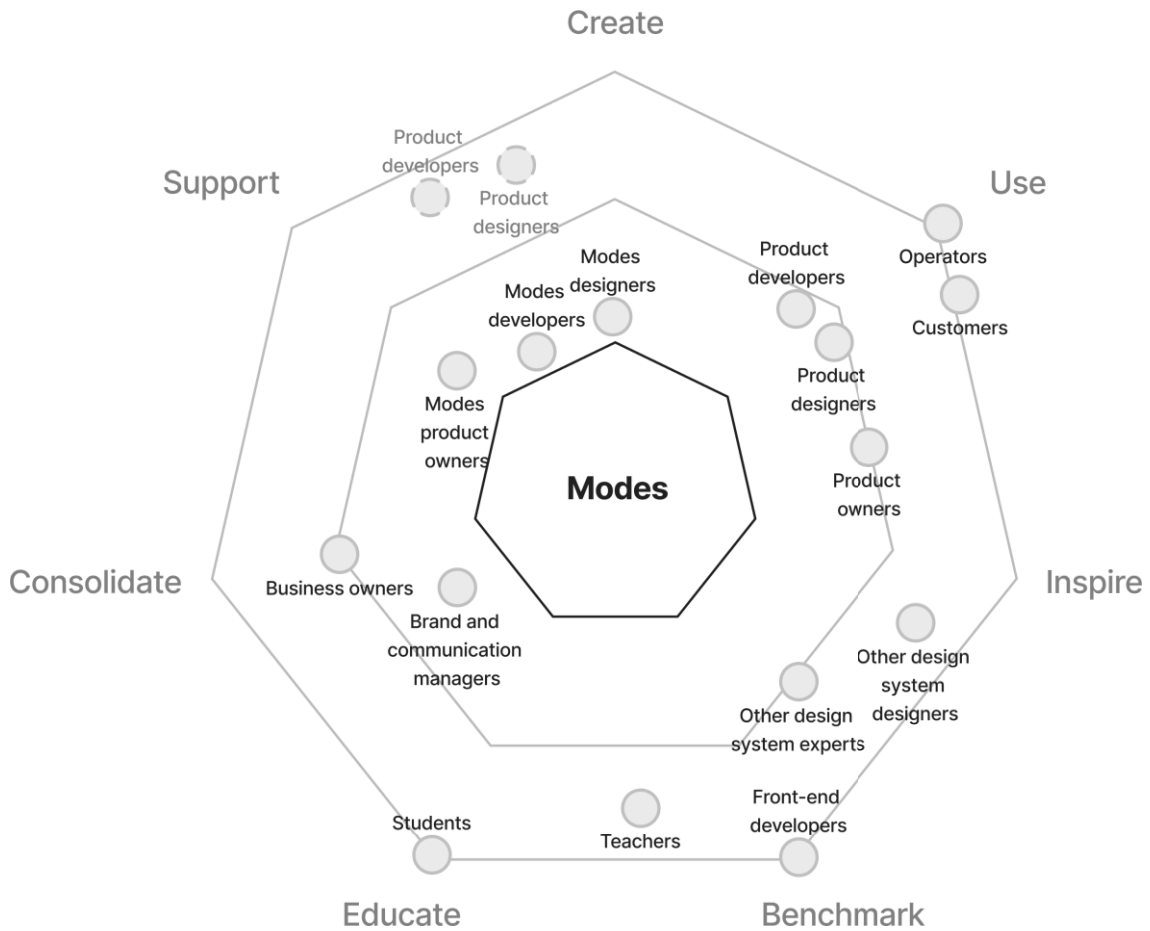 Create
Product
developers
Product
designers
Support
Use
Operators
Customers
Modes
designers
Modes
developers
Modes
product
owners
Product
developers
Product
designers
Product
owners
Modes
Consolidate
Inspire
Business owners
Brand and
communication
managers
Other design
system
designers
Other design
system experts
Students
Teachers
Front-end
developers
Educate
Benchmark